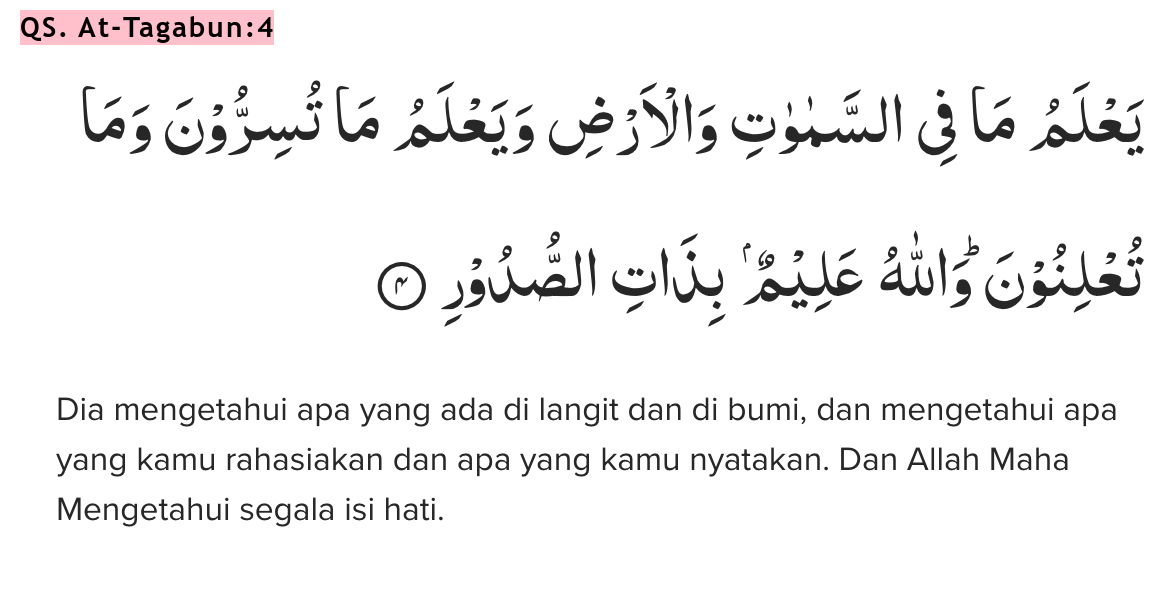 QS. At-Tagabun:4
يَعْلَمُ مَا فِى السَّمٰوٰتِ وَالْاَرْضِ وَيَعْلَمُ مَا تُسِرُّوْنَ وَمَا
تُعْلِنُوْنَۗ وَاللّٰهُ عَلِيْمٌ ۢ بِذَاتِ الصُّدُوْرِ ٤
Dia mengetahui apa yang ada di langit dan di bumi, dan mengetahui apa
yang kamu rahasiakan dan apa yang kamu nyatakan. Dan Allah Maha
Mengetahui segala isi hati.